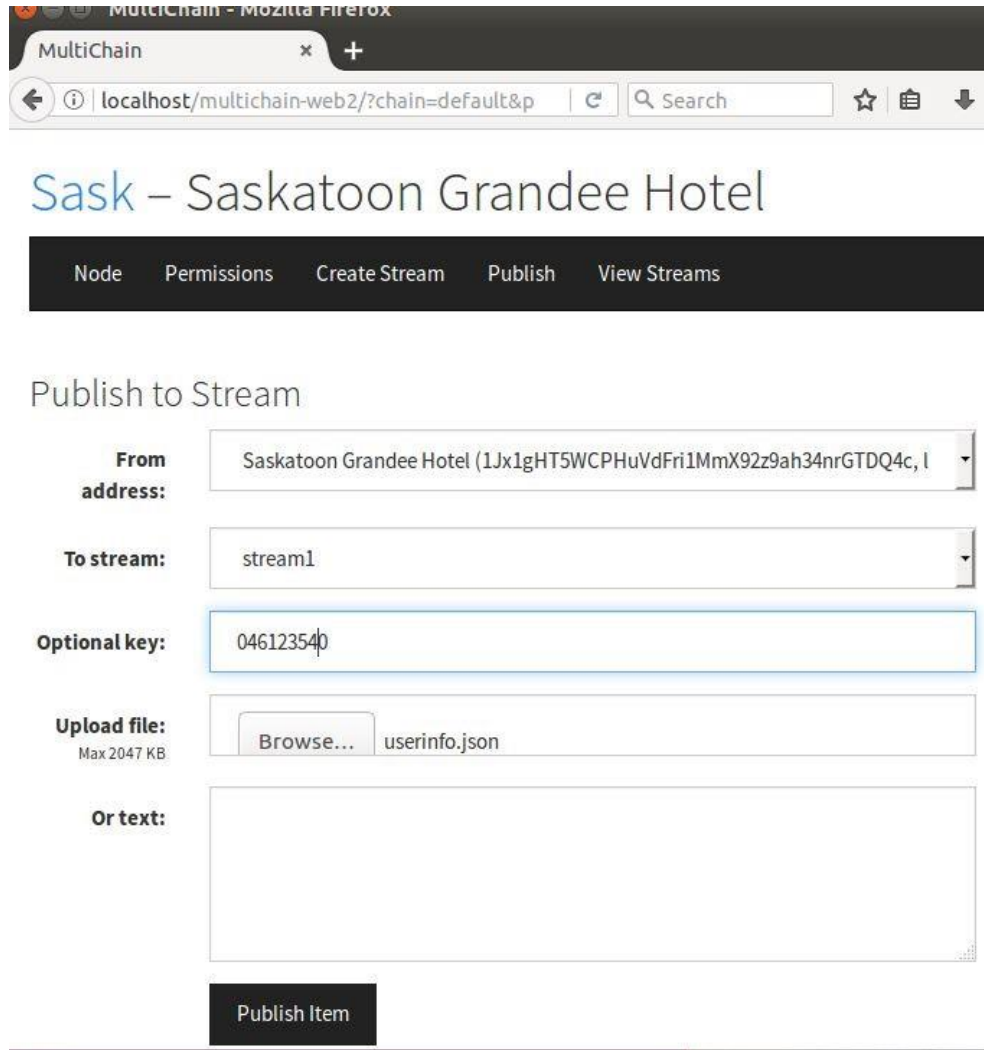 MultiChain - Mozilla Firefox
MultiChain × +
localhost/multichain-web2/?chain=default&p Search
Sask – Saskatoon Grandee Hotel
Node Permissions Create Stream Publish View Streams
Publish to Stream
From address: Saskatoon Grandee Hotel (1Jx1gHT5WCPHuVdFri1MmX92z9ah34nrGTDQ4c, l
To stream: stream1
Optional key: 046123540
Upload file: Browse... userinfo.json
Max 2047 KB
Or text:
Publish Item